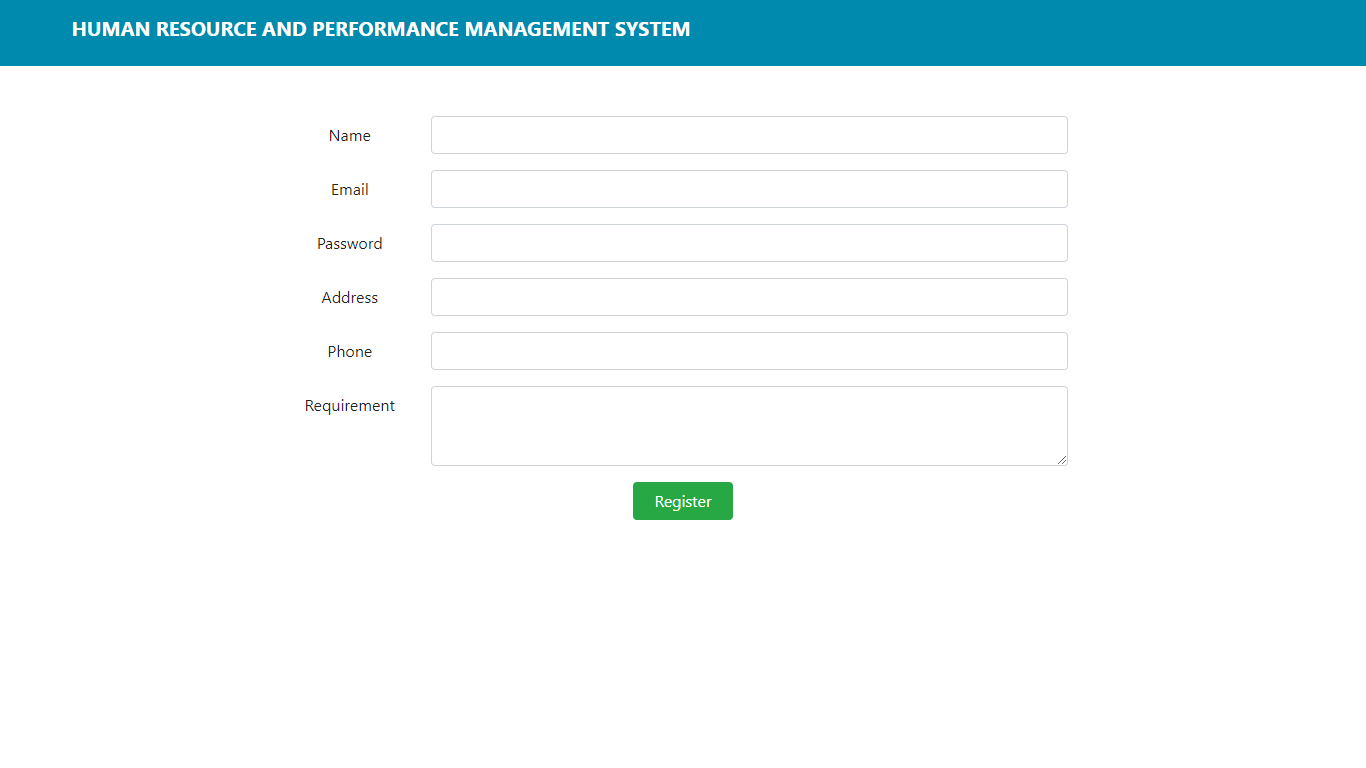 HUMAN RESOURCE AND PERFORMANCE MANAGEMENT SYSTEM
Name
Email
Password
Address
Phone
Requirement
Register